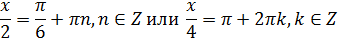 x/2 = π/6 + πn, n ∈ Z или x/4 = π + 2πk, k ∈ Z